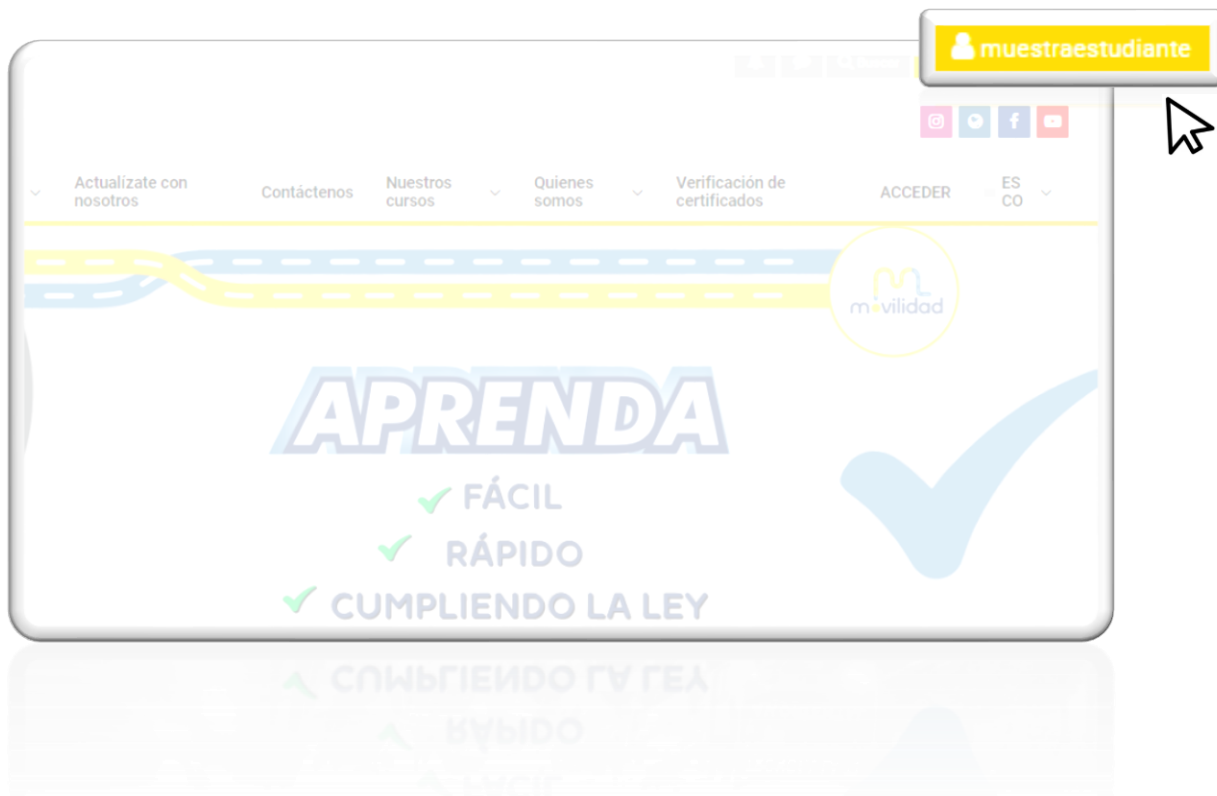 muestraestudiante
Actualízate con
nosotros
Contáctenos
Nuestros
cursos
Quienes
somos
Verificación de
certificados
ACCEDER
ES
CO
movilidad
APRENDA
FÁCIL
RÁPIDO
CUMPLIENDO LA LEY